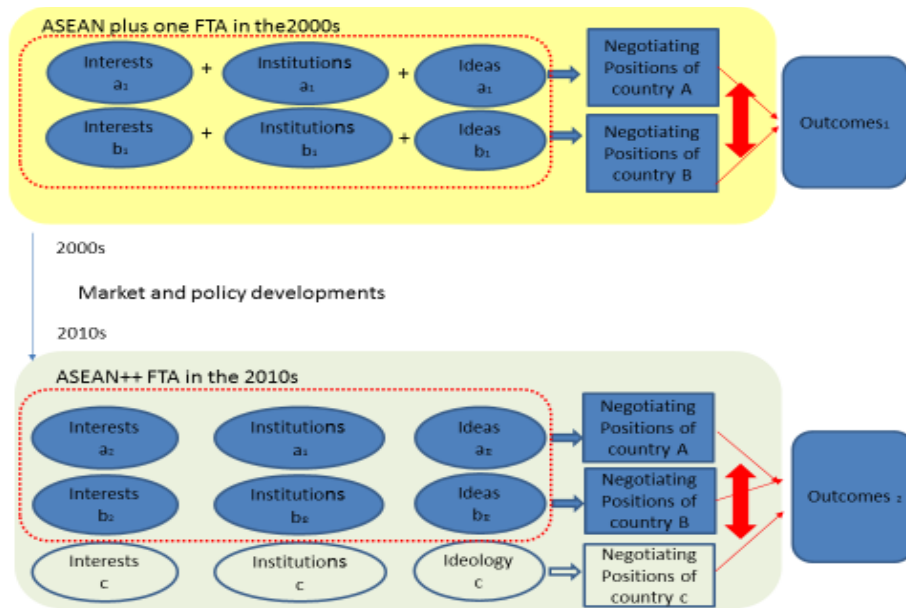 ASEAN plus one FTA in the2000s
Interests + Institutions + Ideas
a₁ a₁ a₁
Negotiating
Positions of
country A
Interests + Institutions + Ideas
b₁ b₁ b₁
Negotiating
Positions of
country B
Outcomes₁
2000s
Market and policy developments
2010s
ASEAN++ FTA in the 2010s
Interests Institutions Ideas
a₂ a₁
Negotiating
Positions of
country A
Interests Institutions Ideas
b₂
Negotiating
Positions of
country B
Outcomes ₂
Interests Institutions Ideology
c c c
Negotiating
Positions of
country c